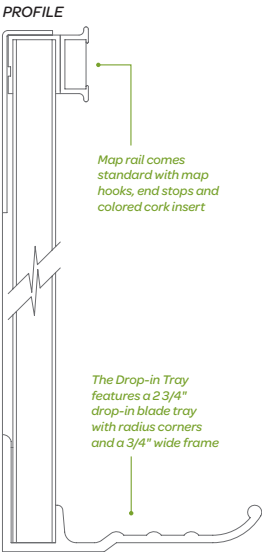 PROFILE
Map rail comes
standard with map
hooks, end stops and
colored cork insert
The Drop-in Tray
features a 2 3/4"
drop-in blade tray
with radius corners
and a 3/4" wide frame